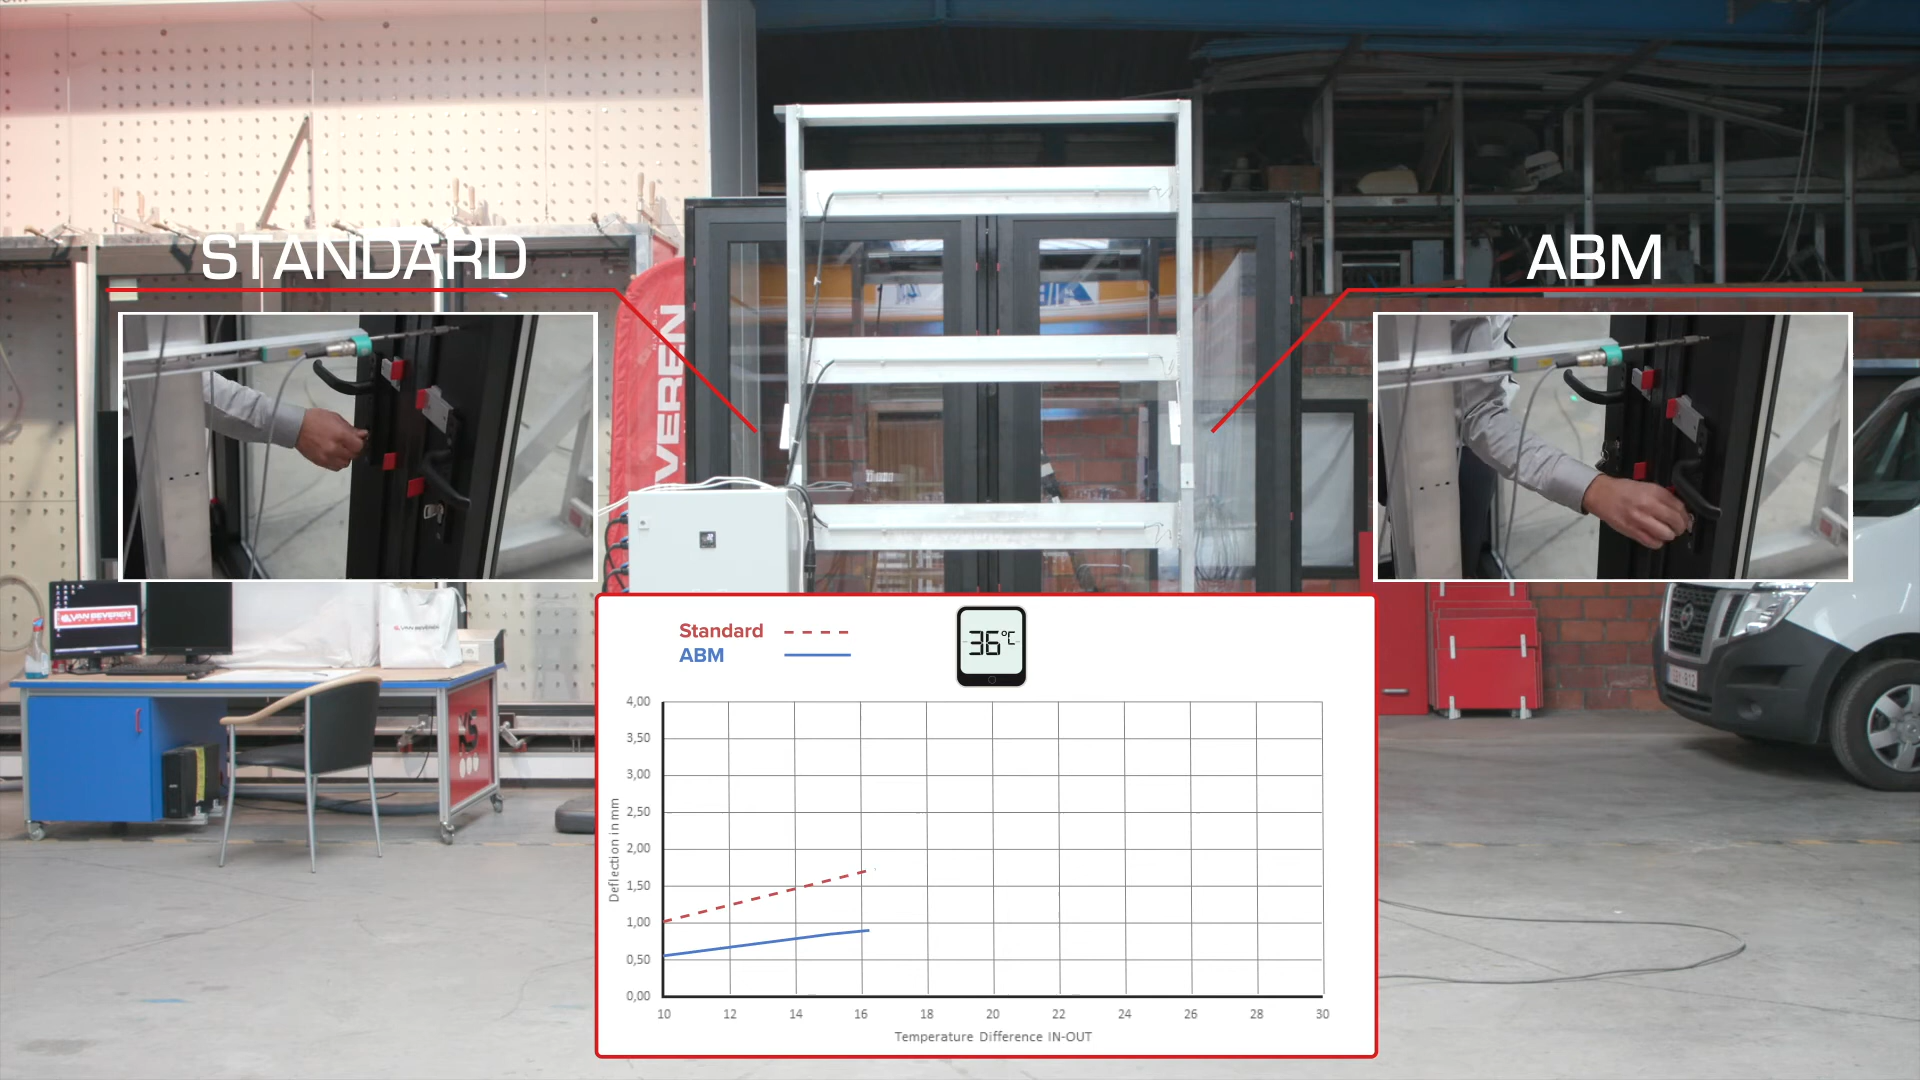 STANDARD
ABM
VEREN
VAN BEVEREN
Standard
ABM
36°C
4,00
3,50
3,00
2,50
2,00
1,50
1,00
0,50
0,00
Deflection in mm
10 12 14 16 18 20 22 24 26 28 30
Temperature Difference IN-OUT